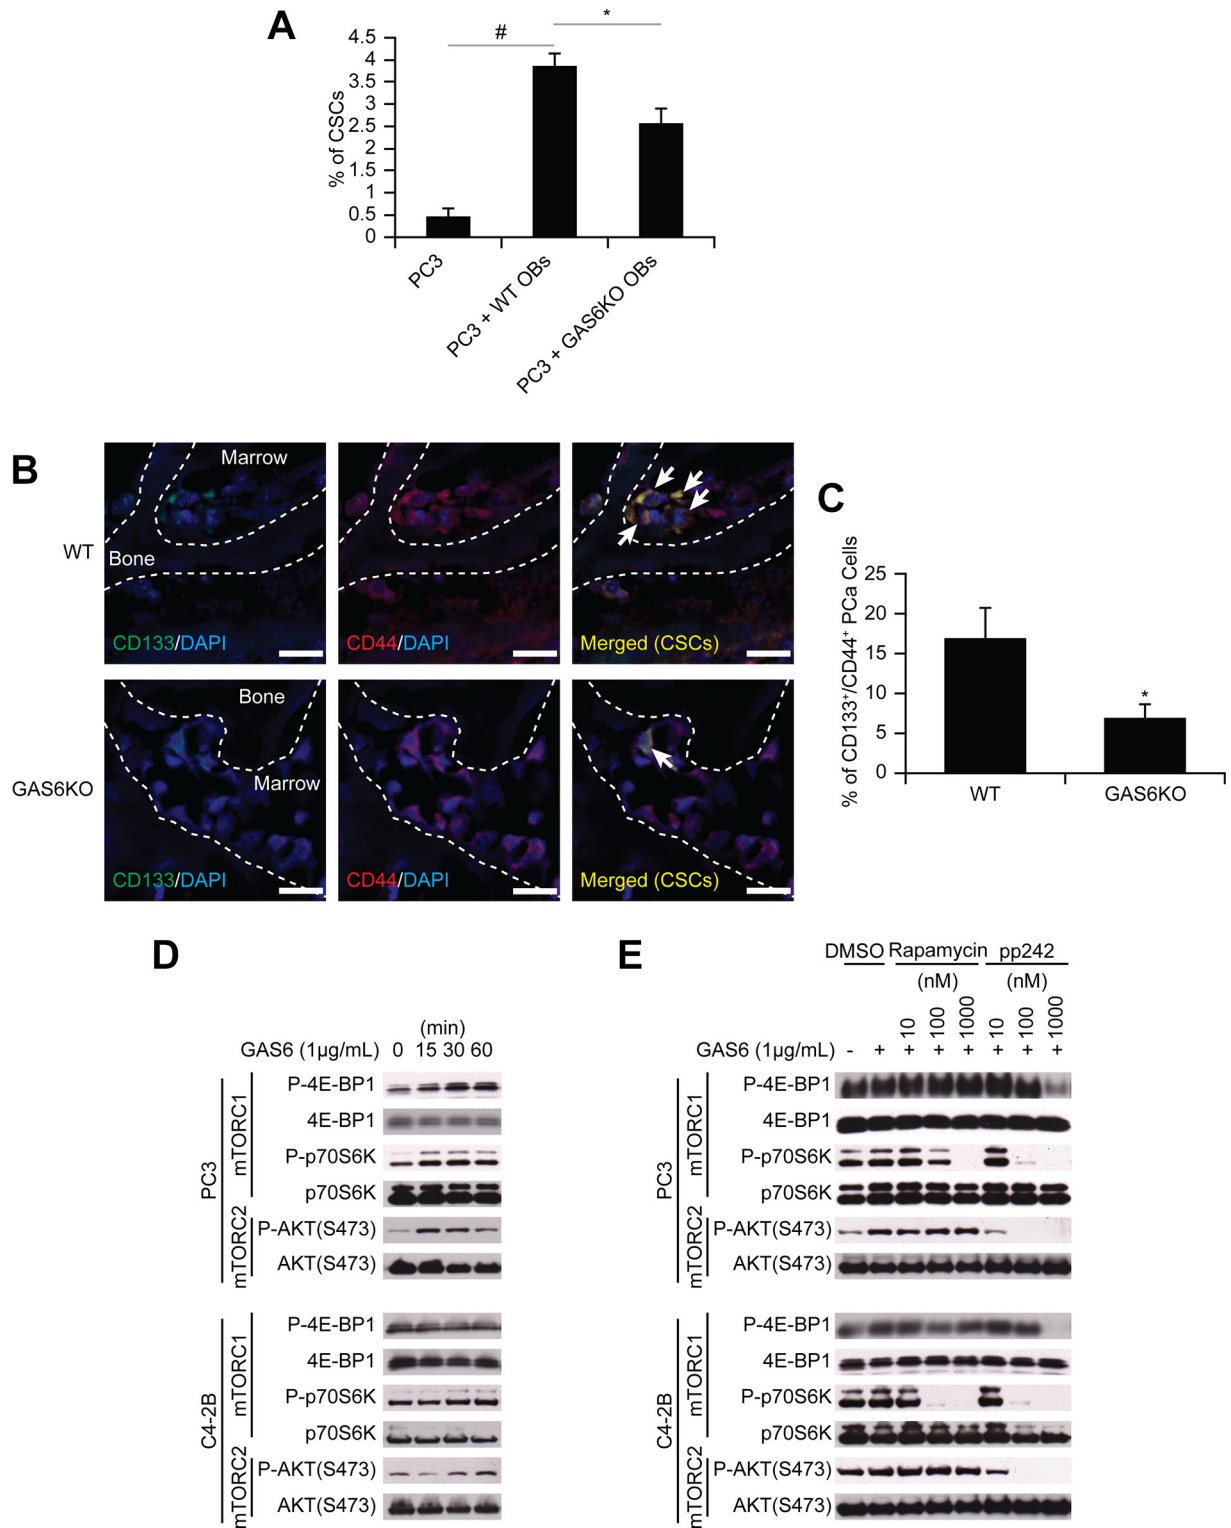 A
#
*
% of CSCs
4.5
4
3.5
3
2.5
2
1.5
1
0.5
0
PC3
PC3 + WT OBs
PC3 + GAS6KO OBs
B
WT
Marrow
Bone
CD133/DAPI
CD44/DAPI
Merged (CSCs)
GAS6KO
Bone
Marrow
CD133/DAPI
CD44/DAPI
Merged (CSCs)
C
% of CD133⁺/CD44⁺ PCa Cells
25
20
15
10
5
0
*
WT
GAS6KO
D
(min)
GAS6 (1µg/mL) 0 15 30 60
PC3
mTORC1
P-4E-BP1
4E-BP1
P-p70S6K
p70S6K
mTORC2
P-AKT(S473)
AKT(S473)
C4-2B
mTORC1
P-4E-BP1
4E-BP1
P-p70S6K
p70S6K
mTORC2
P-AKT(S473)
AKT(S473)
E
DMSO Rapamycin pp242
(nM) (nM)
10 100 1000 10 100 1000
GAS6 (1µg/mL) - + + + + + + +
PC3
mTORC1
P-4E-BP1
4E-BP1
P-p70S6K
p70S6K
mTORC2
P-AKT(S473)
AKT(S473)
C4-2B
mTORC1
P-4E-BP1
4E-BP1
P-p70S6K
p70S6K
mTORC2
P-AKT(S473)
AKT(S473)